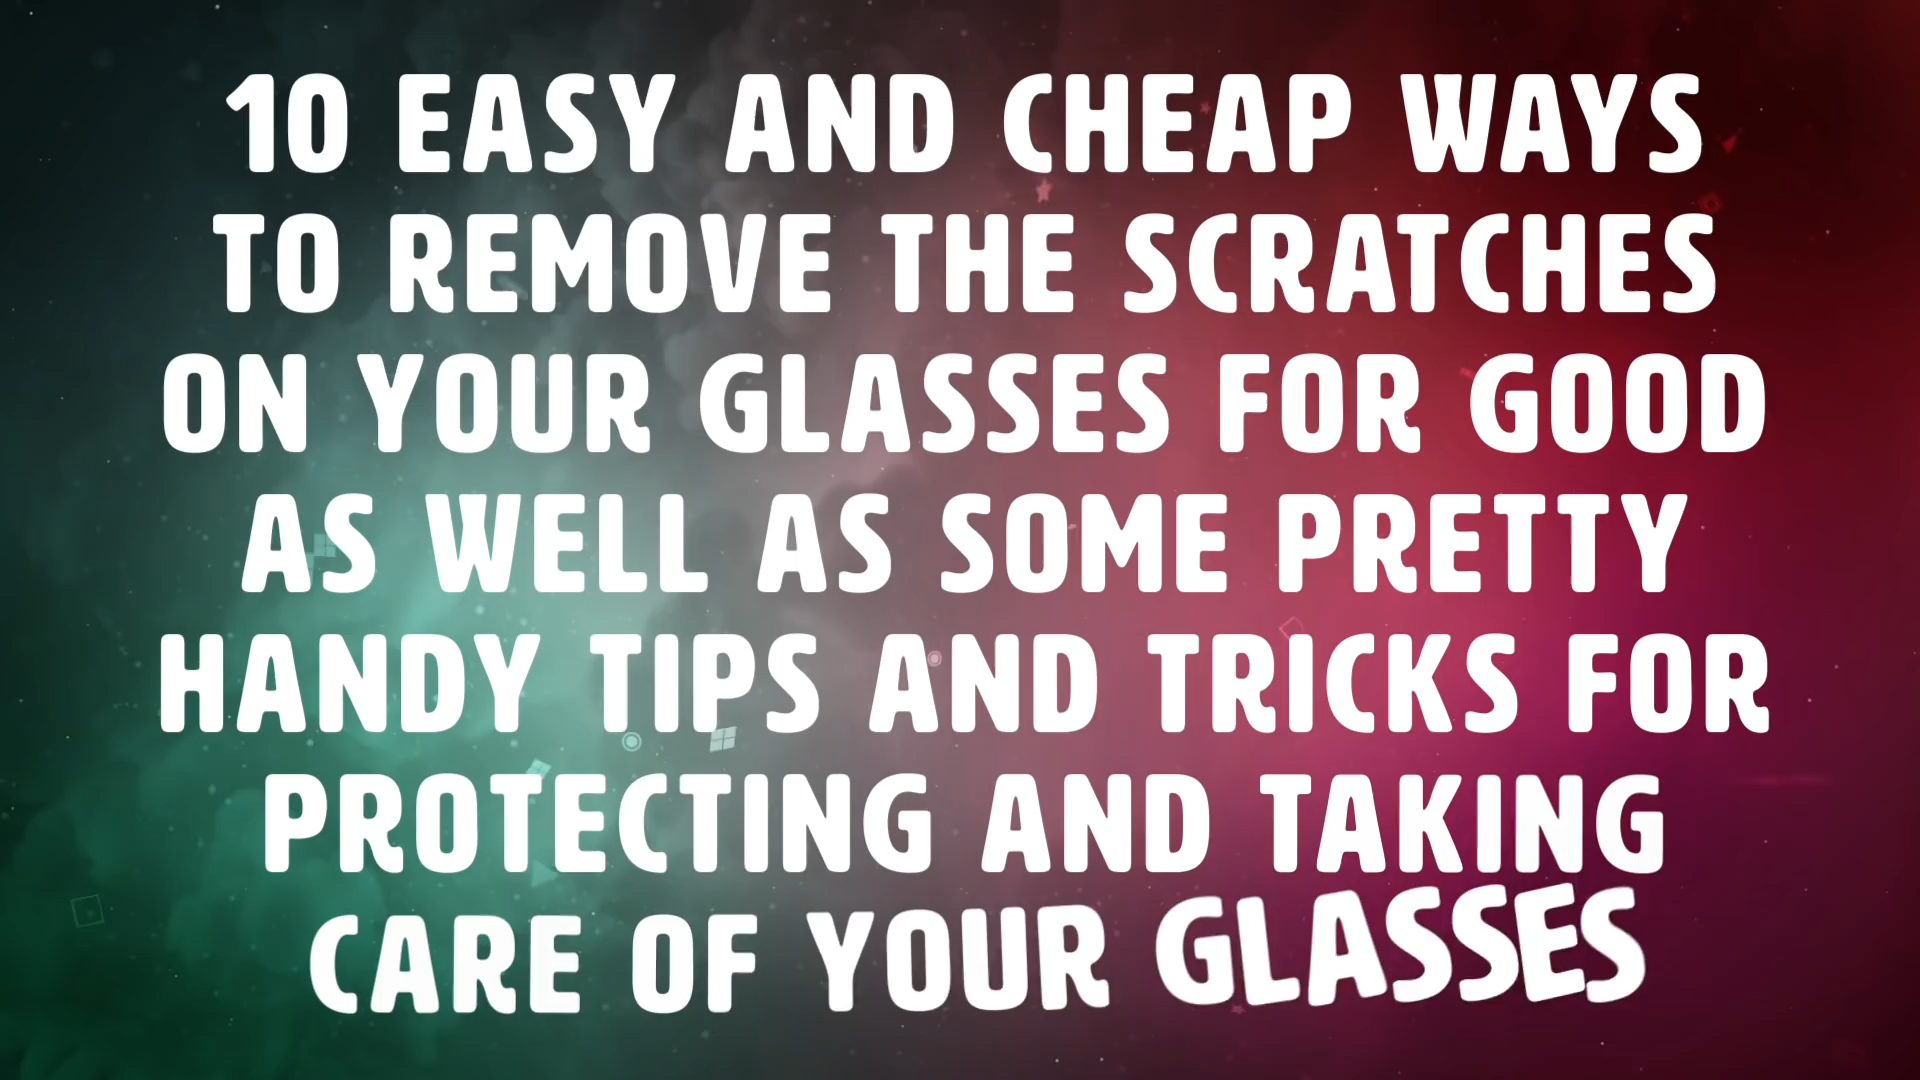 10 EASY AND CHEAP WAYS
TO REMOVE THE SCRATCHES
ON YOUR GLASSES FOR GOOD
AS WELL AS SOME PRETTY
HANDY TIPS AND TRICKS FOR
PROTECTING AND TAKING
CARE OF YOUR GLASSES